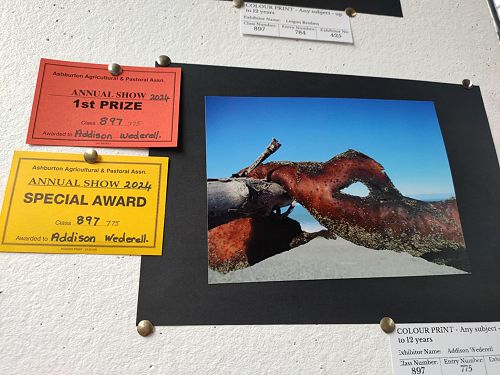 COLOUR PRINT - Any subject - up
to 12 years
Exhibitor Name:
Class Number: Entry Number: Exhibitor No
897 784 425
Ashburton Agricultural & Pastoral Assn.
ANNUAL SHOW 2024
1st PRIZE
Class 897 775
Awarded to Addison Wederell.
Ashburton Agricultural & Pastoral Assn.
ANNUAL SHOW 2024
SPECIAL AWARD
Class 897 775
Awarded to Addison Wederell.
COLOUR PRINT - Any subject -
to 12 years
Exhibitor Name: Addison Wederell
Class Number: Entry Number: Exhi
897 775